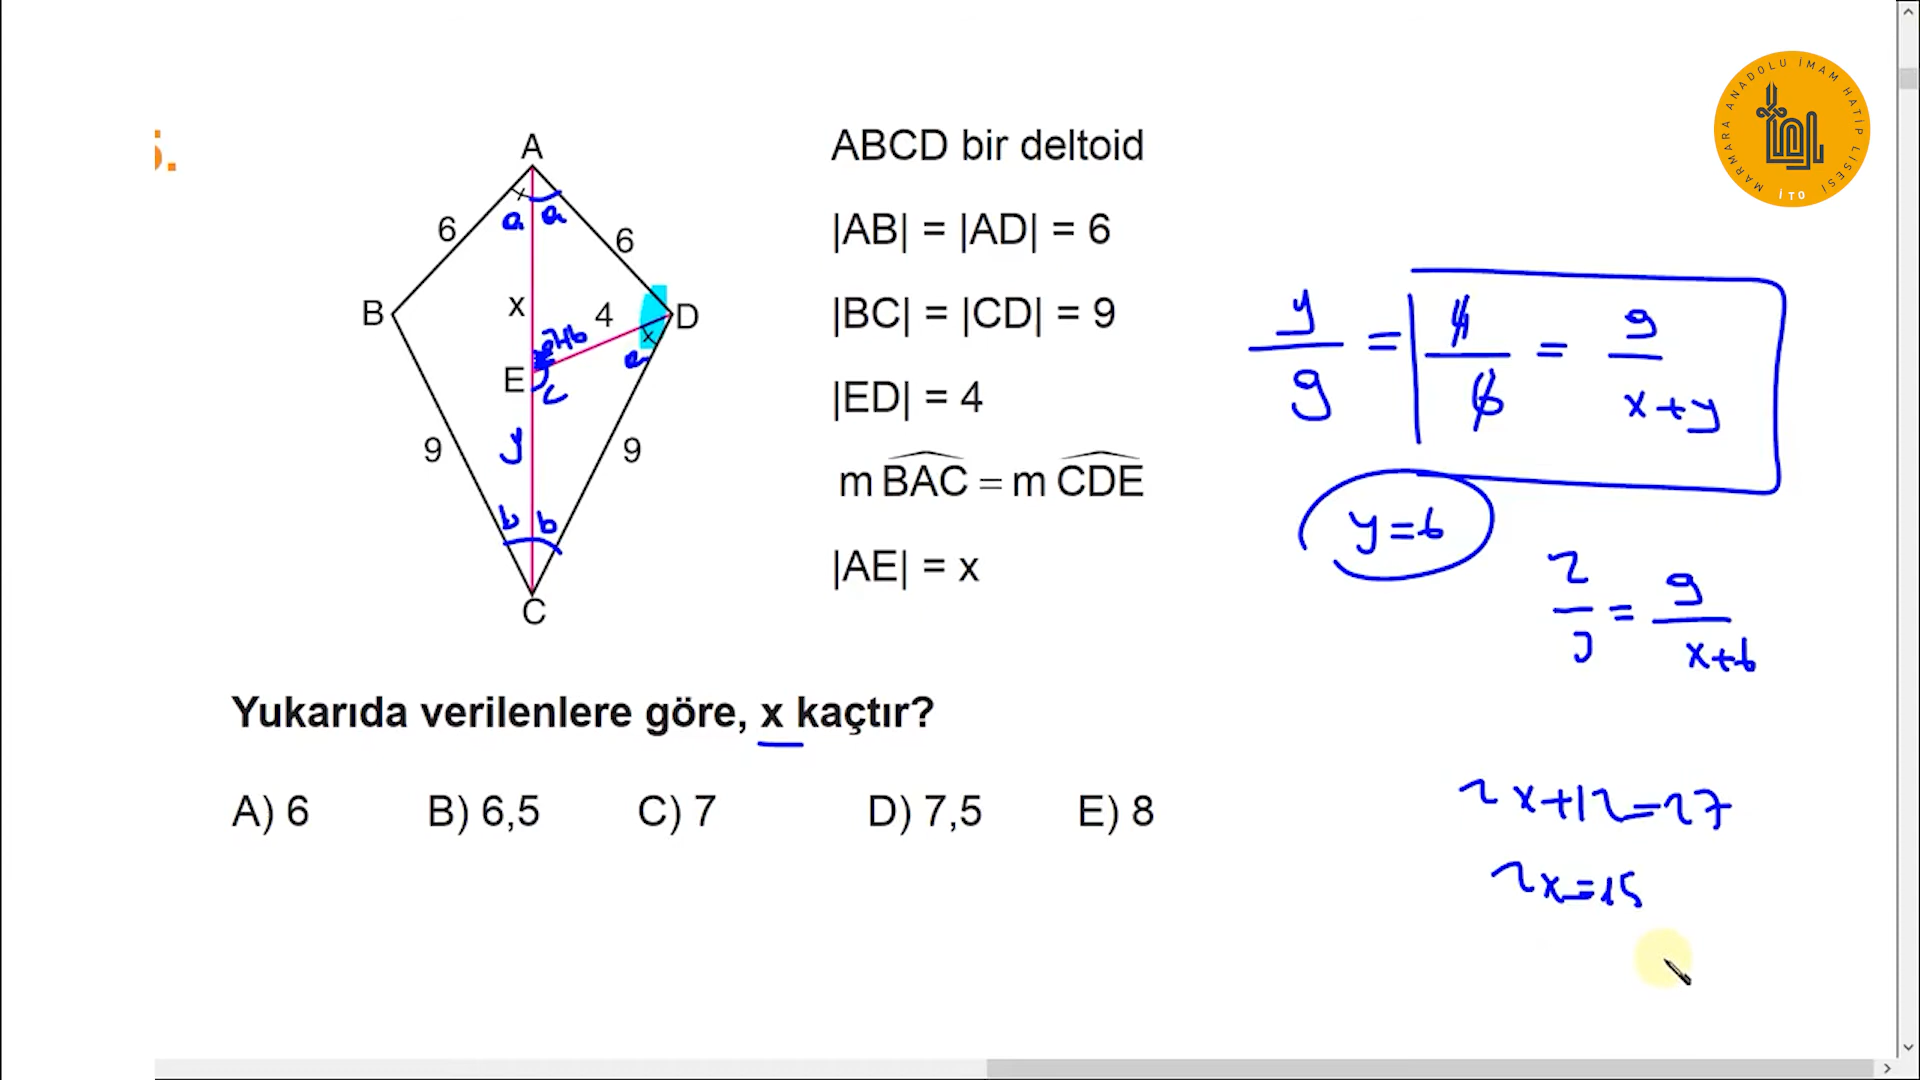 MARMARA ANADOLU İMAM HATİP LİSESİ
İTO
5.
A
a a
6
6
B
x
4
D
a+b
a
E
c
9
y
9
b b
C
ABCD bir deltoid
|AB| = |AD| = 6
|BC| = |CD| = 9
|ED| = 4
m BAC = m CDE
|AE| = x
y/9 = 4/6 = 9/x+y
y=6
2/3 = 9/x+6
2x+12=27
2x=15
Yukarıda verilenlere göre, x kaçtır?
A) 6 B) 6,5 C) 7 D) 7,5 E) 8